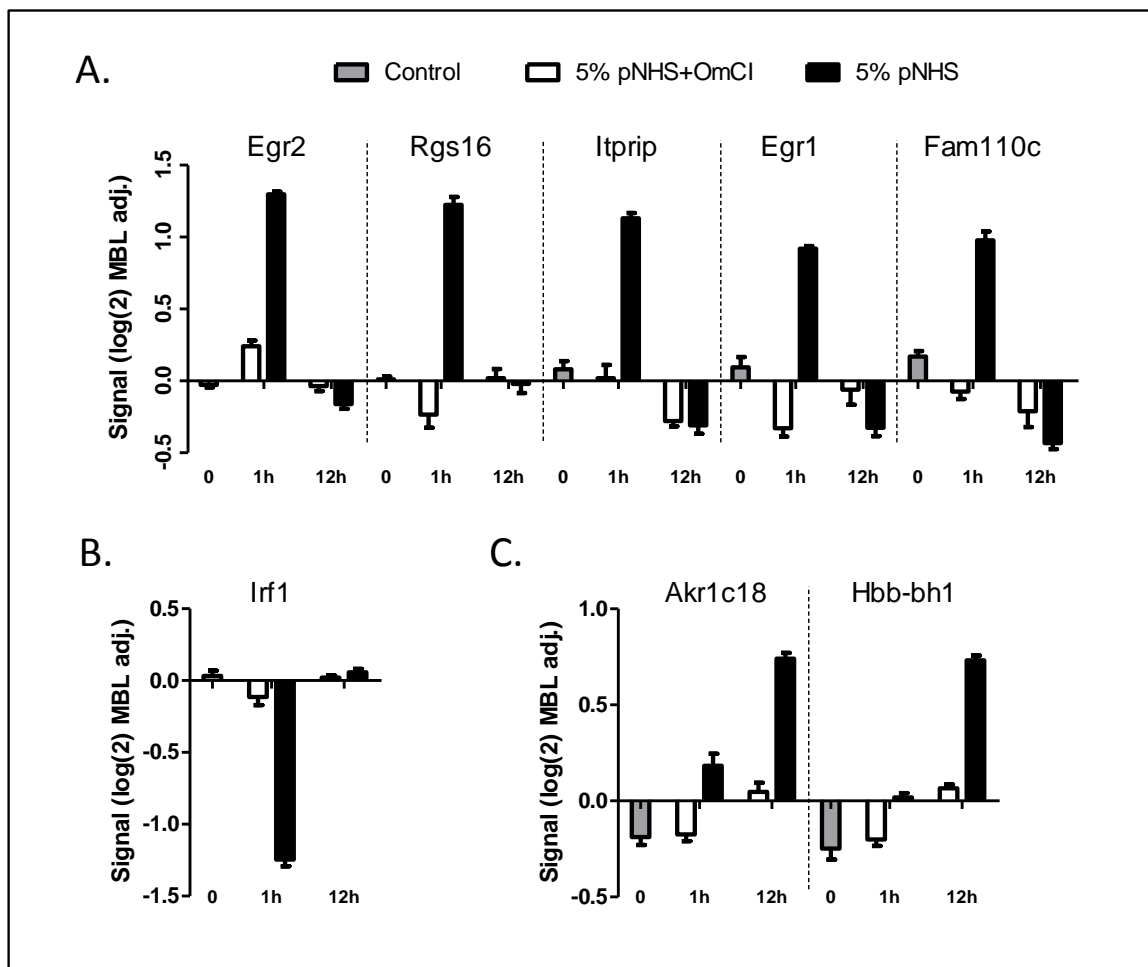 A.
Control 5% pNHS+OmCI 5% pNHS
Egr2 Rgs16 Itprip Egr1 Fam110c
Signal (log(2) MBL adj.)
1.5
1.0
0.5
0.0
-0.5
0 1h 12h 0 1h 12h 0 1h 12h 0 1h 12h 0 1h 12h
B.
Irf1
Signal (log(2) MBL adj.)
0.5
0.0
-0.5
-1.0
-1.5
0 1h 12h
C.
Akr1c18 Hbb-bh1
Signal (log(2) MBL adj.)
1.0
0.5
0.0
-0.5
0 1h 12h 0 1h 12h